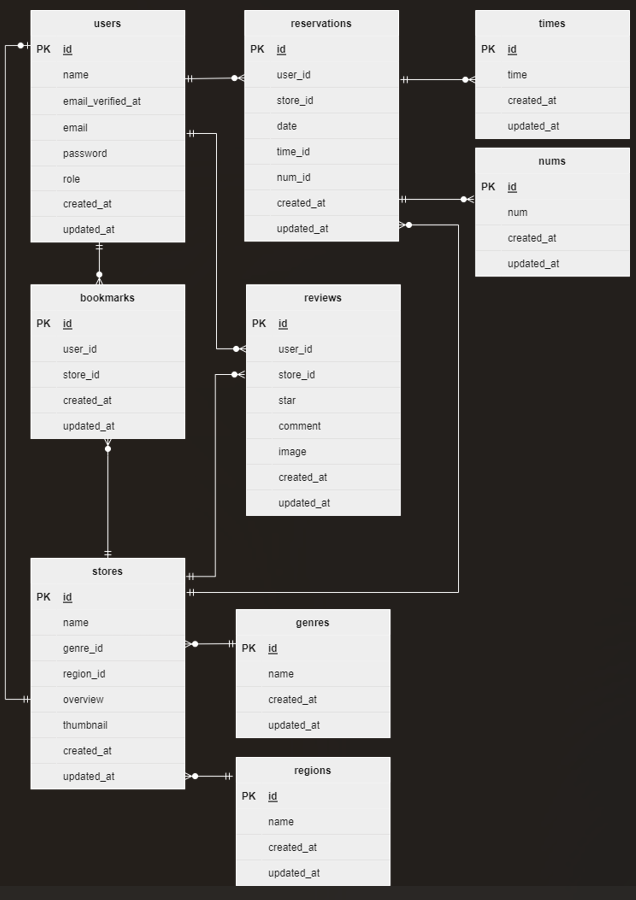 users
PK id
name
email_verified_at
email
password
role
created_at
updated_at
reservations
PK id
user_id
store_id
date
time_id
num_id
created_at
updated_at
times
PK id
time
created_at
updated_at
nums
PK id
num
created_at
updated_at
bookmarks
PK id
user_id
store_id
created_at
updated_at
reviews
PK id
user_id
store_id
star
comment
image
created_at
updated_at
stores
PK id
name
genre_id
region_id
overview
thumbnail
created_at
updated_at
genres
PK id
name
created_at
updated_at
regions
PK id
name
created_at
updated_at